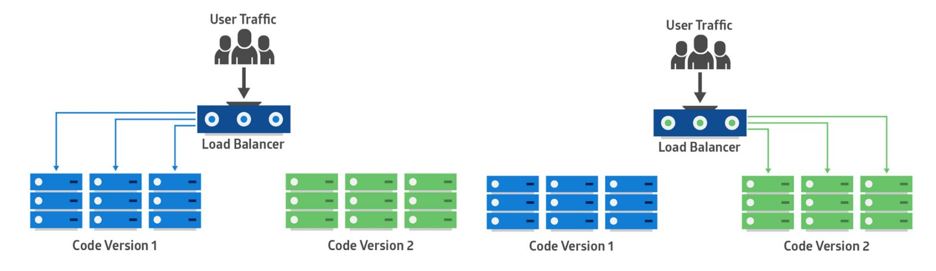 User Traffic
Load Balancer
Code Version 1
Code Version 2
User Traffic
Load Balancer
Code Version 1
Code Version 2